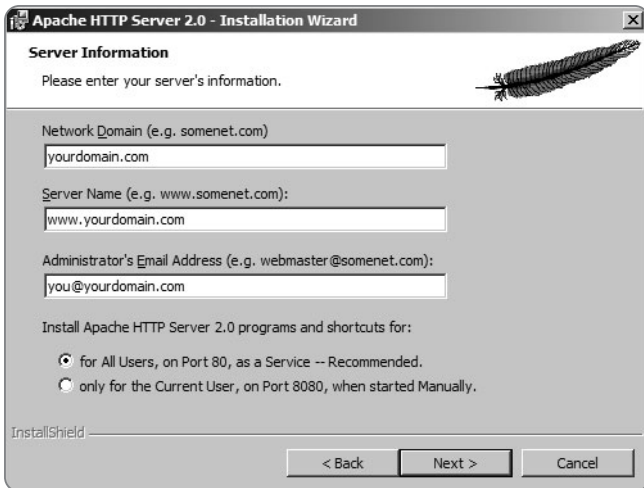 Apache HTTP Server 2.0 - Installation Wizard
Server Information
Please enter your server's information.
Network Domain (e.g. somenet.com)
yourdomain.com
Server Name (e.g. www.somenet.com):
www.yourdomain.com
Administrator's Email Address (e.g. webmaster@somenet.com):
you@yourdomain.com
Install Apache HTTP Server 2.0 programs and shortcuts for:
for All Users, on Port 80, as a Service -- Recommended.
only for the Current User, on Port 8080, when started Manually.
InstallShield
< Back Next > Cancel